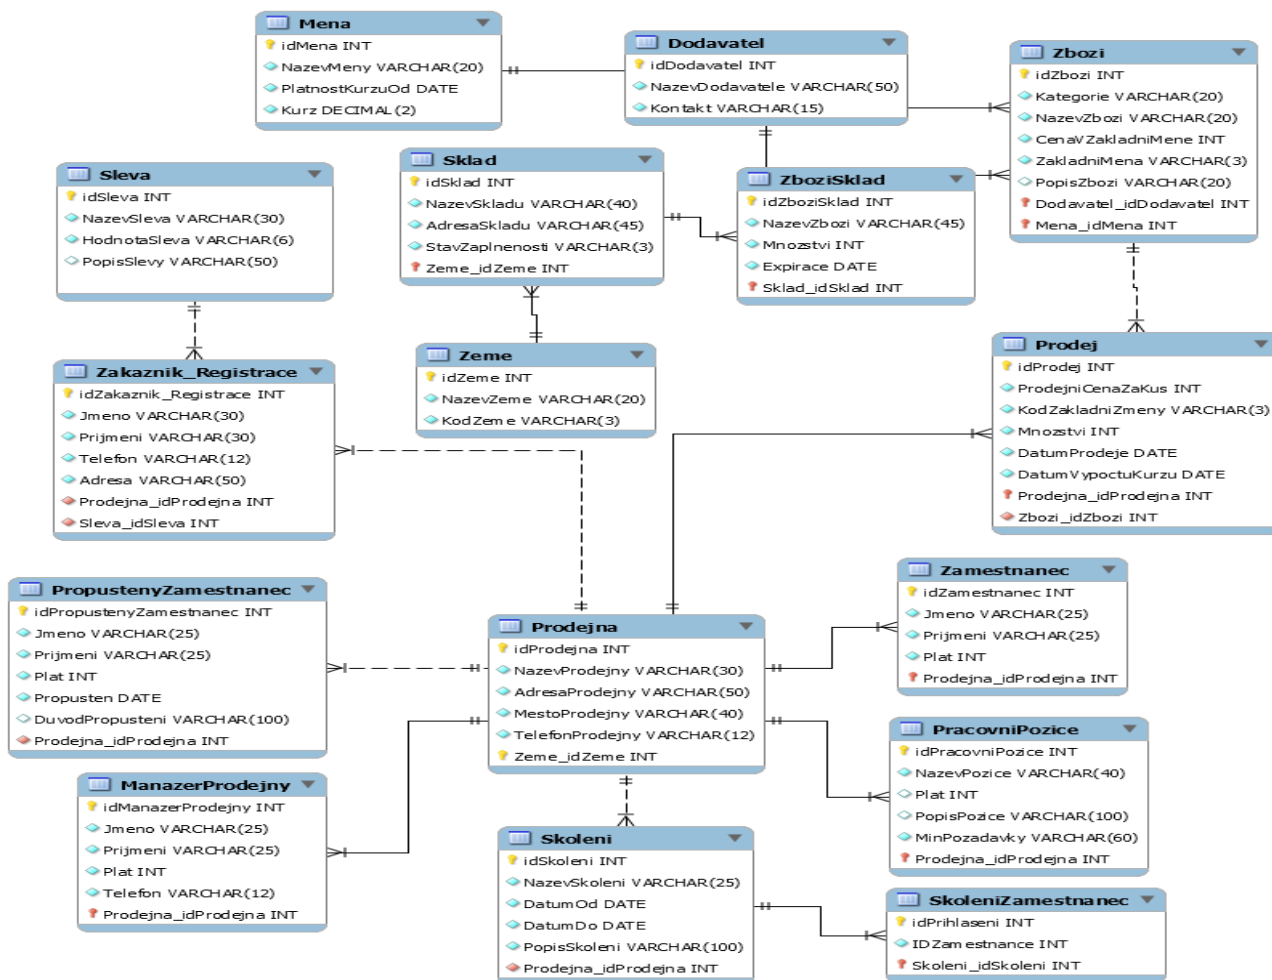 Mena
idMena INT
NazevMeny VARCHAR(20)
PlatnostKurzuOd DATE
Kurz DECIMAL(2)
Dodavatel
idDodavatel INT
NazevDodavatele VARCHAR(50)
Kontakt VARCHAR(15)
Zbozi
idZbozi INT
Kategorie VARCHAR(20)
NazevZbozi VARCHAR(20)
CenaVZakladniMene INT
ZakladniMena VARCHAR(3)
PopisZbozi VARCHAR(20)
Dodavatel_idDodavatel INT
Mena_idMena INT
Sleva
idSleva INT
NazevSleva VARCHAR(30)
HodnotaSleva VARCHAR(6)
PopisSlevy VARCHAR(50)
Sklad
idSklad INT
NazevSkladu VARCHAR(40)
AdresaSkladu VARCHAR(45)
StavZaplnenosti VARCHAR(3)
Zeme_idZeme INT
ZboziSklad
idZboziSklad INT
NazevZbozi VARCHAR(45)
Mnozstvi INT
Expirace DATE
Sklad_idSklad INT
Zeme
idZeme INT
NazevZeme VARCHAR(20)
KodZeme VARCHAR(3)
Prodej
idProdej INT
ProdejniCenaZaKus INT
KodZakladniZmeny VARCHAR(3)
Mnozstvi INT
DatumProdeje DATE
DatumVypoctuKurzu DATE
Prodejna_idProdejna INT
Zbozi_idZbozi INT
Zakaznik_Registrace
idZakaznik_Registrace INT
Jmeno VARCHAR(30)
Prijmeni VARCHAR(30)
Telefon VARCHAR(12)
Adresa VARCHAR(50)
Prodejna_idProdejna INT
Sleva_idSleva INT
PropustenyZamestnanec
idPropustenyZamestnanec INT
Jmeno VARCHAR(25)
Prijmeni VARCHAR(25)
Plat INT
Propusten DATE
DuvodPropusteni VARCHAR(100)
Prodejna_idProdejna INT
Prodejna
idProdejna INT
NazevProdejny VARCHAR(30)
AdresaProdejny VARCHAR(50)
MestoProdejny VARCHAR(40)
TelefonProdejny VARCHAR(12)
Zeme_idZeme INT
Zamestnanec
idZamestnanec INT
Jmeno VARCHAR(25)
Prijmeni VARCHAR(25)
Plat INT
Prodejna_idProdejna INT
PracovniPozice
idPracovniPozice INT
NazevPozice VARCHAR(40)
Plat INT
PopisPozice VARCHAR(100)
MinPozadavky VARCHAR(60)
Prodejna_idProdejna INT
ManazerProdejny
idManazerProdejny INT
Jmeno VARCHAR(25)
Prijmeni VARCHAR(25)
Plat INT
Telefon VARCHAR(12)
Prodejna_idProdejna INT
Skoleni
idSkoleni INT
NazevSkoleni VARCHAR(25)
DatumOd DATE
DatumDo DATE
PopisSkoleni VARCHAR(100)
Prodejna_idProdejna INT
SkoleniZamestnanec
idPrihlaseni INT
IDZamestnance INT
Skoleni_idSkoleni INT